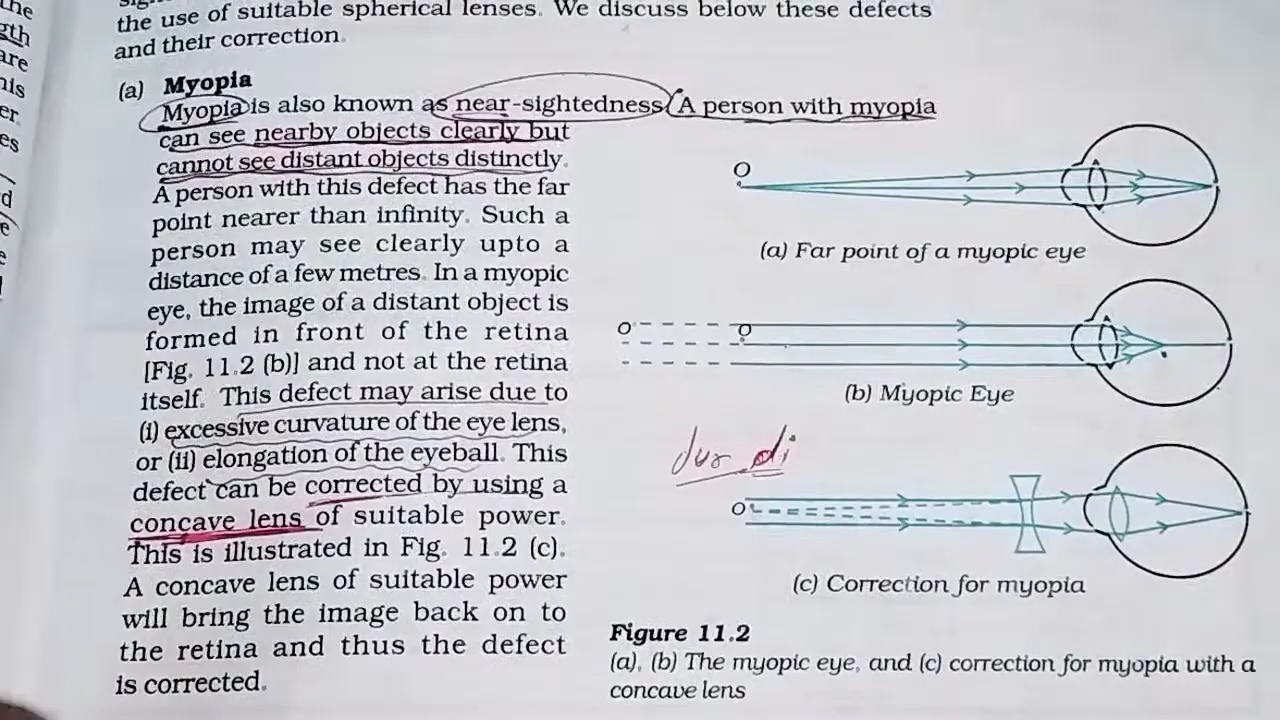 the
gth
are
his
er
es
d
e
e
the use of suitable spherical lenses. We discuss below these defects
and their correction.
(a) Myopia
Myopia is also known as near-sightedness. A person with myopia
can see nearby objects clearly but
cannot see distant objects distinctly.
A person with this defect has the far
point nearer than infinity. Such a
person may see clearly upto a
distance of a few metres. In a myopic
eye, the image of a distant object is
formed in front of the retina
[Fig. 11.2 (b)] and not at the retina
itself. This defect may arise due to
(i) excessive curvature of the eye lens,
or (ii) elongation of the eyeball. This
defect can be corrected by using a
concave lens of suitable power.
This is illustrated in Fig. 11.2 (c).
A concave lens of suitable power
will bring the image back on to
the retina and thus the defect
is corrected.
O
(a) Far point of a myopic eye
O O
(b) Myopic Eye
O
(c) Correction for myopia
Figure 11.2
(a), (b) The myopic eye, and (c) correction for myopia with a
concave lens